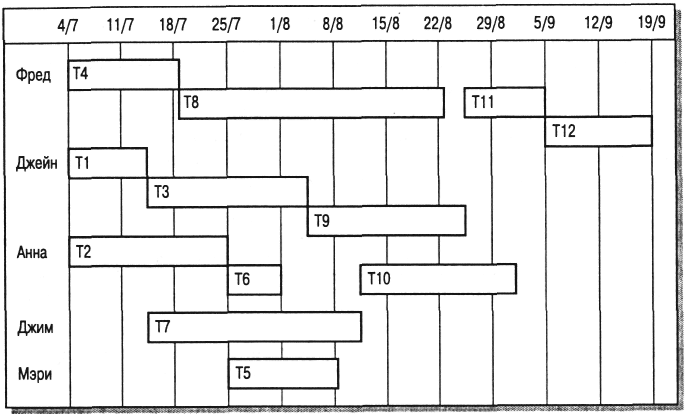 4/7 11/7 18/7 25/7 1/8 8/8 15/8 22/8 29/8 5/9 12/9 19/9
Фред T4
T8 T11
T12
Джейн T1
T3
T9
Анна T2
T6 T10
Джим T7
Мэри T5